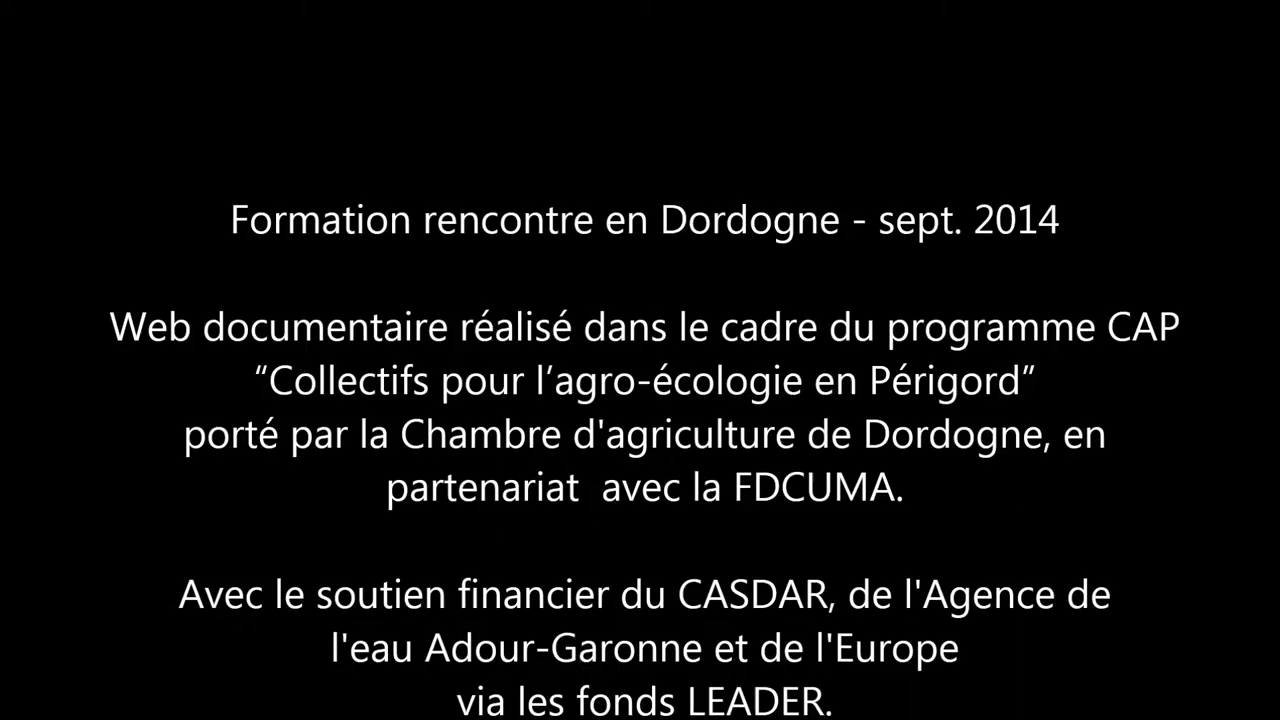 Formation rencontre en Dordogne - sept. 2014
Web documentaire réalisé dans le cadre du programme CAP
“Collectifs pour l’agro-écologie en Périgord”
porté par la Chambre d'agriculture de Dordogne, en
partenariat  avec la FDCUMA.
Avec le soutien financier du CASDAR, de l'Agence de
l'eau Adour-Garonne et de l'Europe
via les fonds LEADER.